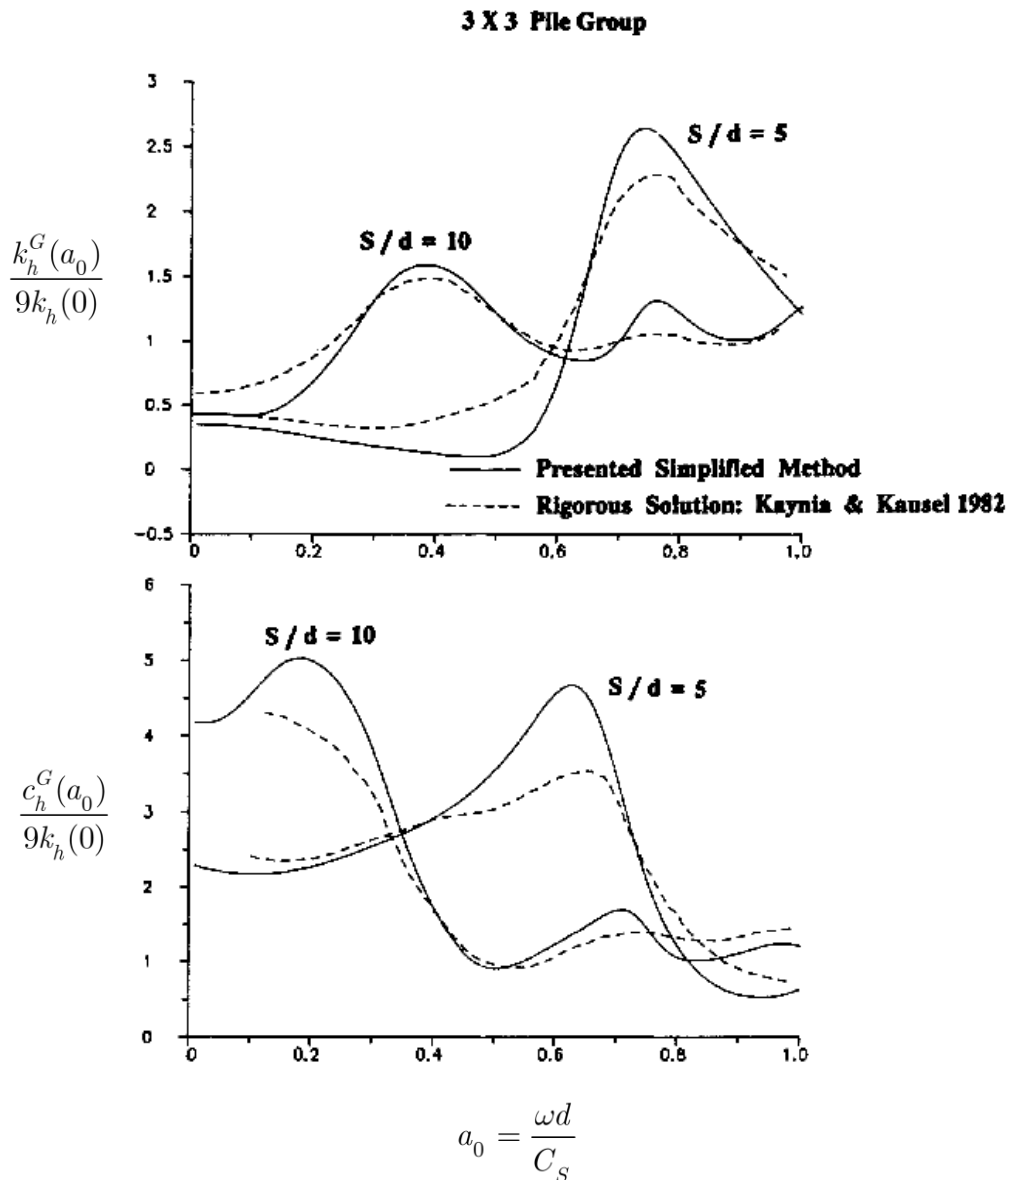 3 X 3 Pile Group
3
2.5
2
1.5
1
0.5
0
-0.5
k_h^G(a_0)
9k_h(0)
S / d = 5
S / d = 10
Presented Simplified Method
Rigorous Solution: Kaynia & Kausel 1982
0 0.2 0.4 0.6 0.8 1.0
6
5
4
3
2
1
0
c_h^G(a_0)
9k_h(0)
S / d = 10
S / d = 5
0 0.2 0.4 0.6 0.8 1.0
a_0 = ωd
C_S